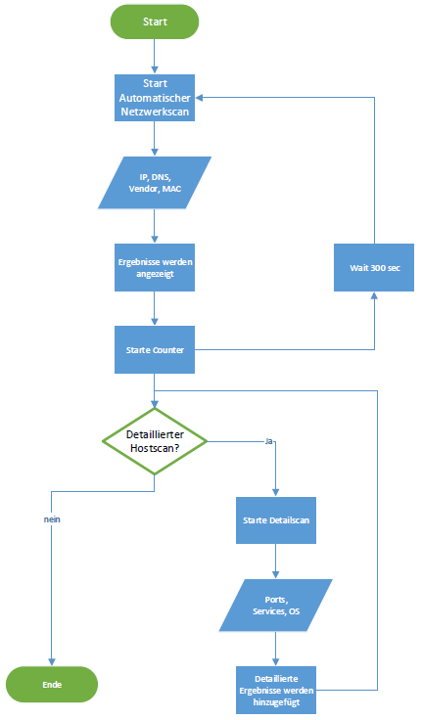 Start
Start
Automatischer
Netzwerkscan
IP, DNS,
Vendor, MAC
Ergebnisse werden
angezeigt
Wait 300 sec
Starte Counter
Detaillierter
Hostscan?
Ja
nein
Starte Detailscan
Ports,
Services, OS
Ende
Detaillierte
Ergebnisse werden
hinzugefügt